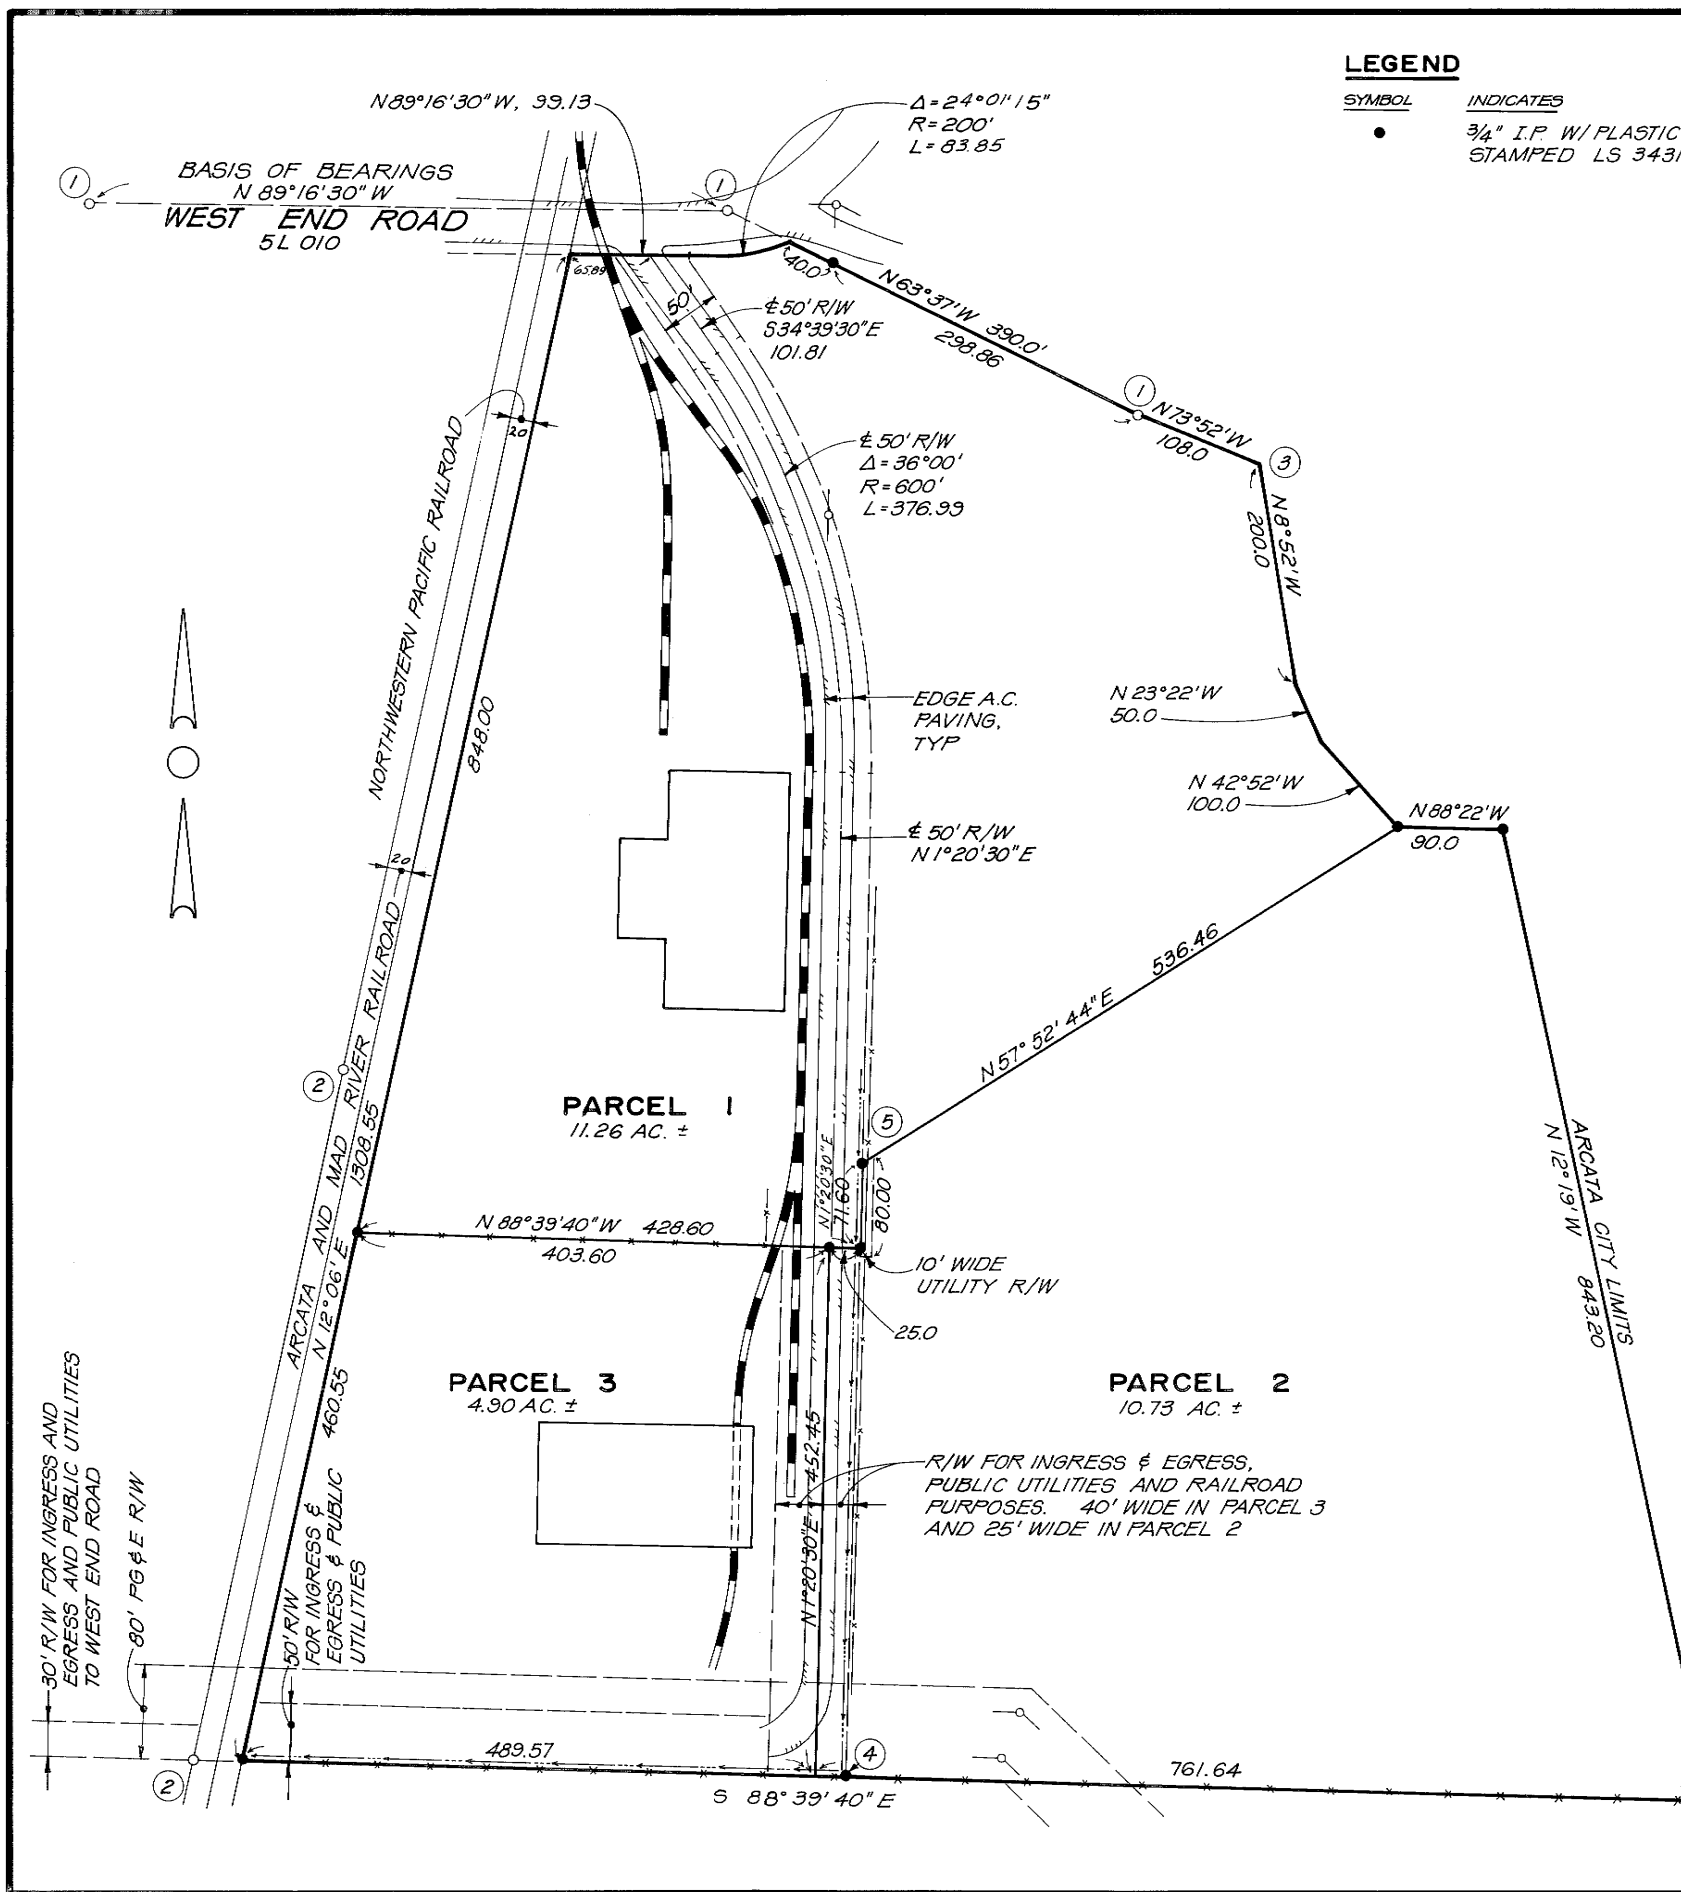 LEGEND
SYMBOL INDICATES
3/4" I.P. W/ PLASTIC
STAMPED LS 3431
N89°16'30"W, 99.13
Δ=24°01'15"
R=200'
L=83.85
1
BASIS OF BEARINGS
N 89°16'30" W
WEST END ROAD
5L 010
1
65.89
40.0'
50'
℄ 50' R/W
S34°39'30"E
101.81
N63°37'W 390.0'
298.86
1
N73°52'W
108.0
3
20
NORTHWESTERN PACIFIC RAILROAD
℄ 50' R/W
Δ=36°00'
R=600'
L=376.99
N8°52'W
200.0
848.00
EDGE A.C.
PAVING,
TYP
N 23°22'W
50.0
N 42°52'W
100.0
N88°22'W
90.0
℄ 50' R/W
N 1°20'30"E
20
536.46
N57° 52' 44" E
2
ARCATA AND MAD RIVER RAILROAD
N 12° 06' E 1308.55
PARCEL 1
11.26 AC. ±
5
N1°20'30"E
71.60
80.00
ARCATA CITY LIMITS
N 12° 19' W 843.20
N 88°39'40"W 428.60
403.60
10' WIDE
UTILITY R/W
25.0
PARCEL 3
4.90 AC. ±
PARCEL 2
10.73 AC. ±
460.55
N1°20'30"E 452.45
R/W FOR INGRESS & EGRESS,
PUBLIC UTILITIES AND RAILROAD
PURPOSES. 40' WIDE IN PARCEL 3
AND 25' WIDE IN PARCEL 2
30' R/W FOR INGRESS AND
EGRESS AND PUBLIC UTILITIES
TO WEST END ROAD
80' PG&E R/W
50' R/W
FOR INGRESS &
EGRESS & PUBLIC
UTILITIES
2
489.57
4
761.64
S 88°39'40" E